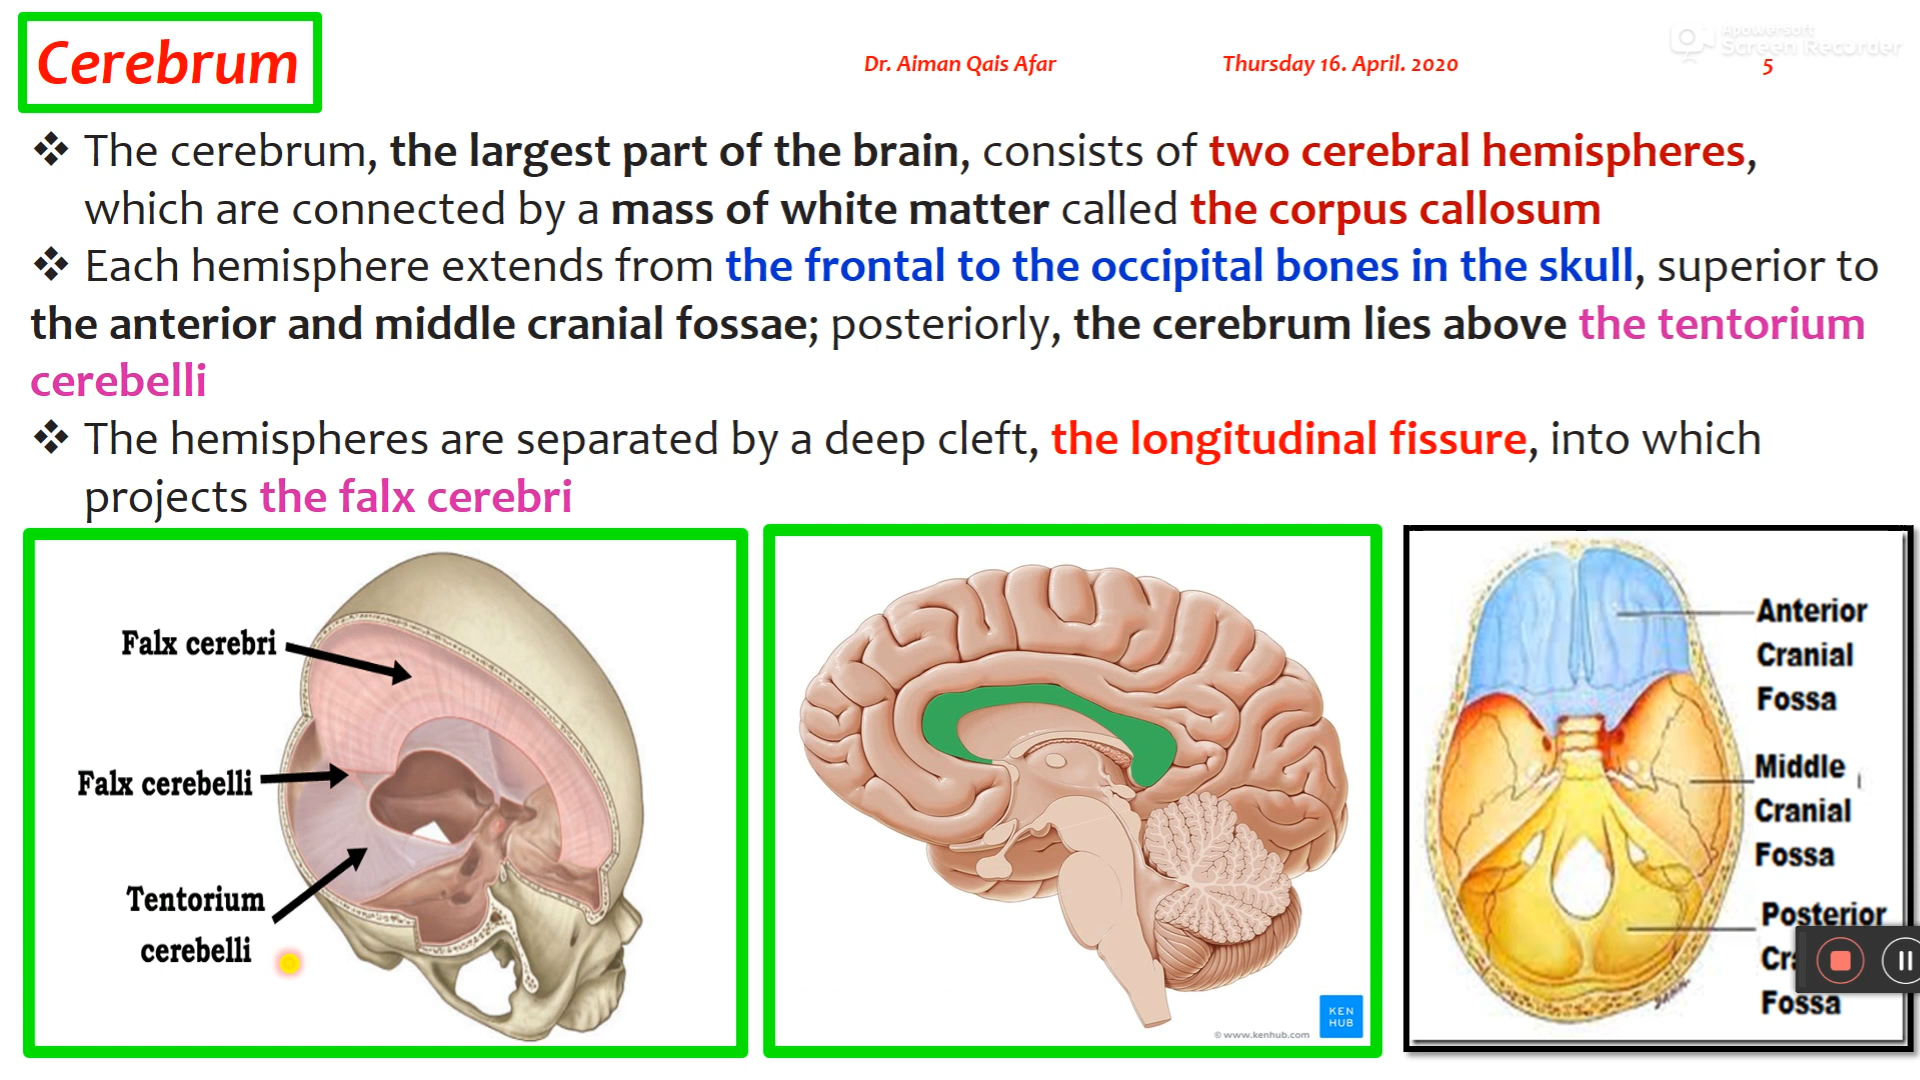 Cerebrum
Dr. Aiman Qais Afar
Thursday 16. April. 2020
5
Apowersoft
Screen Recorder
❖ The cerebrum, the largest part of the brain, consists of two cerebral hemispheres,
which are connected by a mass of white matter called the corpus callosum
❖ Each hemisphere extends from the frontal to the occipital bones in the skull, superior to
the anterior and middle cranial fossae; posteriorly, the cerebrum lies above the tentorium
cerebelli
❖ The hemispheres are separated by a deep cleft, the longitudinal fissure, into which
projects the falx cerebri
Falx cerebri
Falx cerebelli
Tentorium
cerebelli
KEN
HUB
© www.kenhub.com
Anterior
Cranial
Fossa
Middle
Cranial
Fossa
Posterior
Fossa